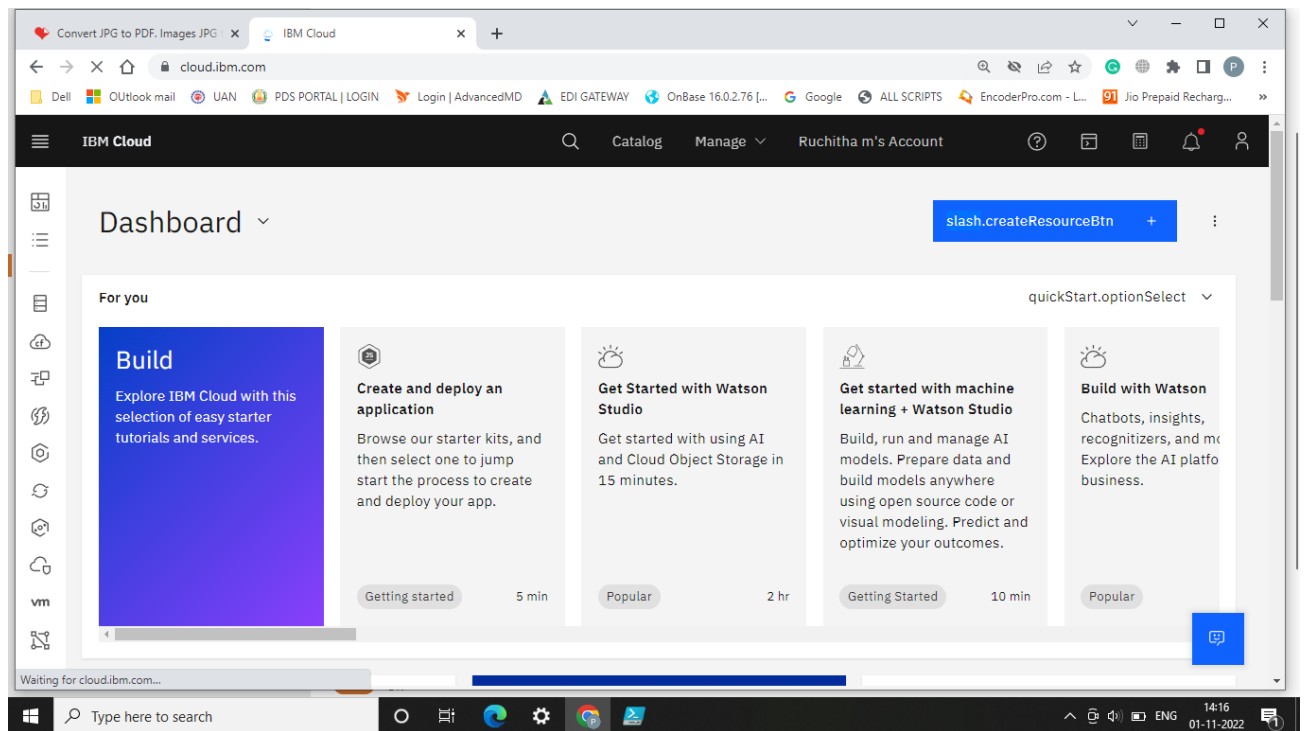 Convert JPG to PDF. Images JPG
IBM Cloud
cloud.ibm.com
Dell
OUtlook mail
UAN
PDS PORTAL | LOGIN
Login | AdvancedMD
EDI GATEWAY
OnBase 16.0.2.76 [...
Google
ALL SCRIPTS
EncoderPro.com - L...
91
Jio Prepaid Recharg...
»
IBM Cloud
Catalog
Manage
Ruchitha m's Account
Dashboard
slash.createResourceBtn +
For you
quickStart.optionSelect
Build
Explore IBM Cloud with this
selection of easy starter
tutorials and services.
JS
Create and deploy an
application
Browse our starter kits, and
then select one to jump
start the process to create
and deploy your app.
Getting started
5 min
Get Started with Watson
Studio
Get started with using AI
and Cloud Object Storage in
15 minutes.
Popular
2 hr
Get started with machine
learning + Watson Studio
Build, run and manage AI
models. Prepare data and
build models anywhere
using open source code or
visual modeling. Predict and
optimize your outcomes.
Getting Started
10 min
Build with Watson
Chatbots, insights,
recognitizers, and mo
Explore the AI platfo
business.
Popular
cf
vm
Waiting for cloud.ibm.com...
Type here to search
ENG
14:16
01-11-2022
1